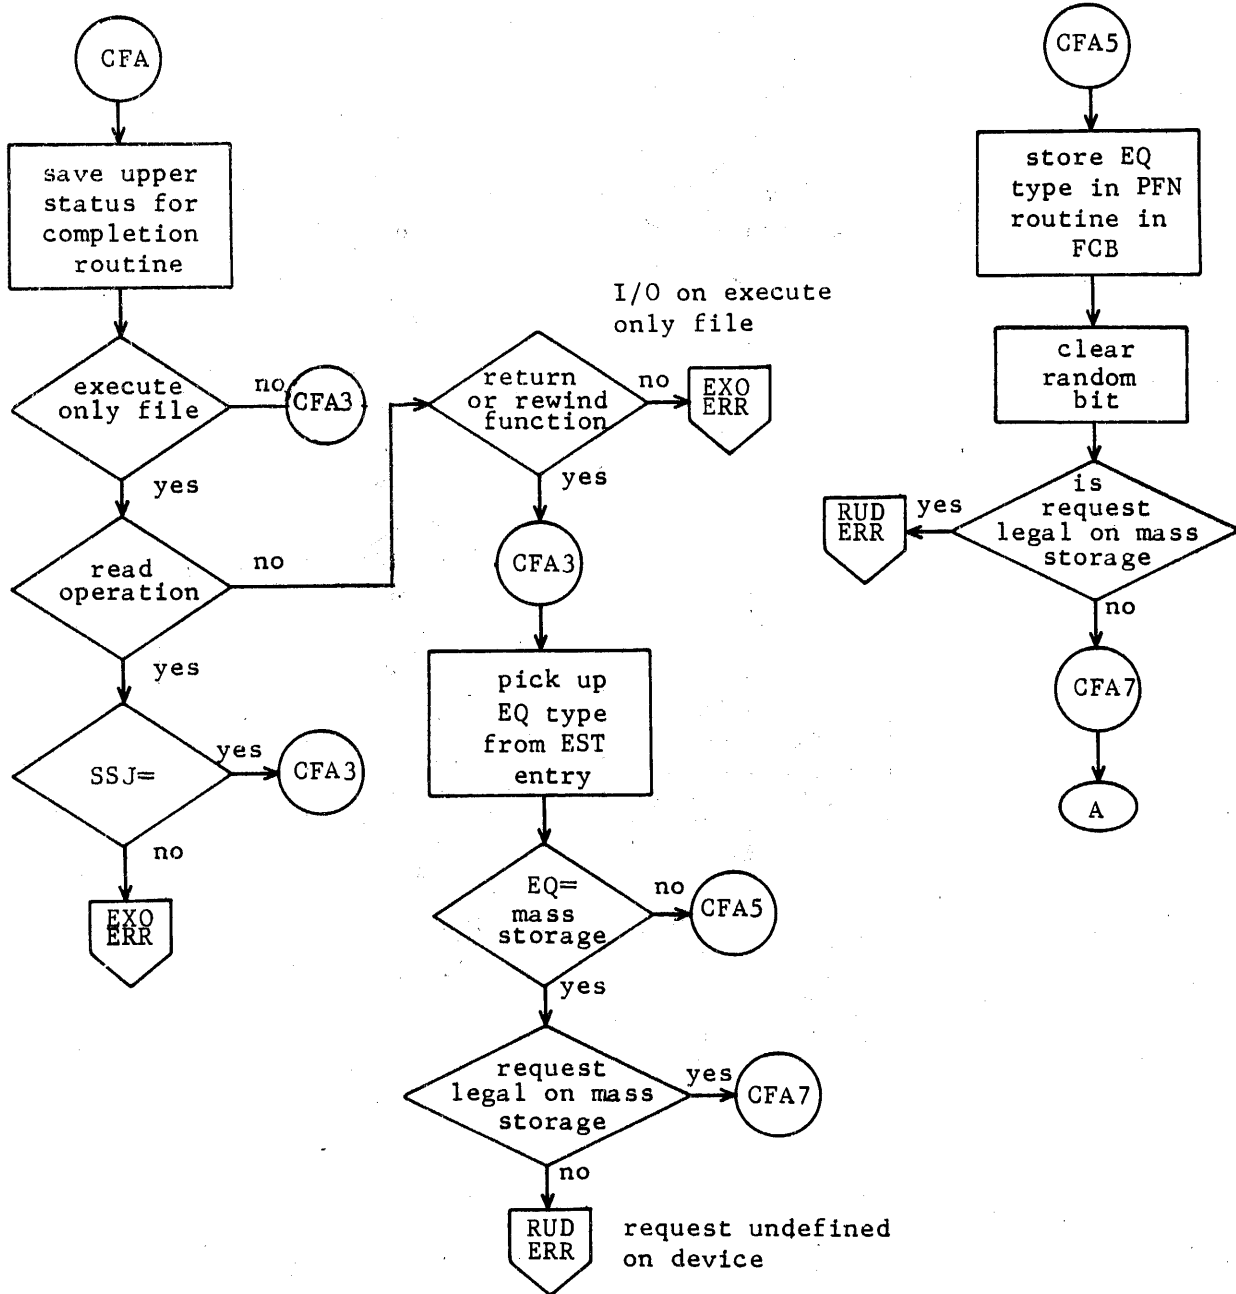 CFA
save upper
status for
completion
routine
execute
only file
no
CFA3
yes
read
operation
no
yes
SSJ=
yes
CFA3
no
EXO
ERR
I/O on execute
only file
return
or rewind
function
no
EXO
ERR
yes
CFA3
pick up
EQ type
from EST
entry
EQ=
mass
storage
no
CFA5
yes
request
legal on mass
storage
yes
CFA7
no
RUD
ERR
request undefined
on device
CFA5
store EQ
type in PFN
routine in
FCB
clear
random
bit
is
request
legal on mass
storage
yes
RUD
ERR
no
CFA7
A